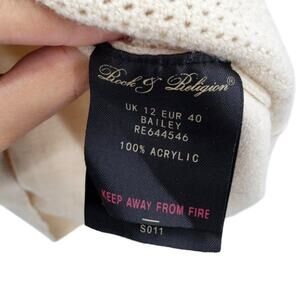 Rock & Religion®
UK 12 EUR 40
BAILEY
RE644546
100% ACRYLIC
KEEP AWAY FROM FIRE
S011